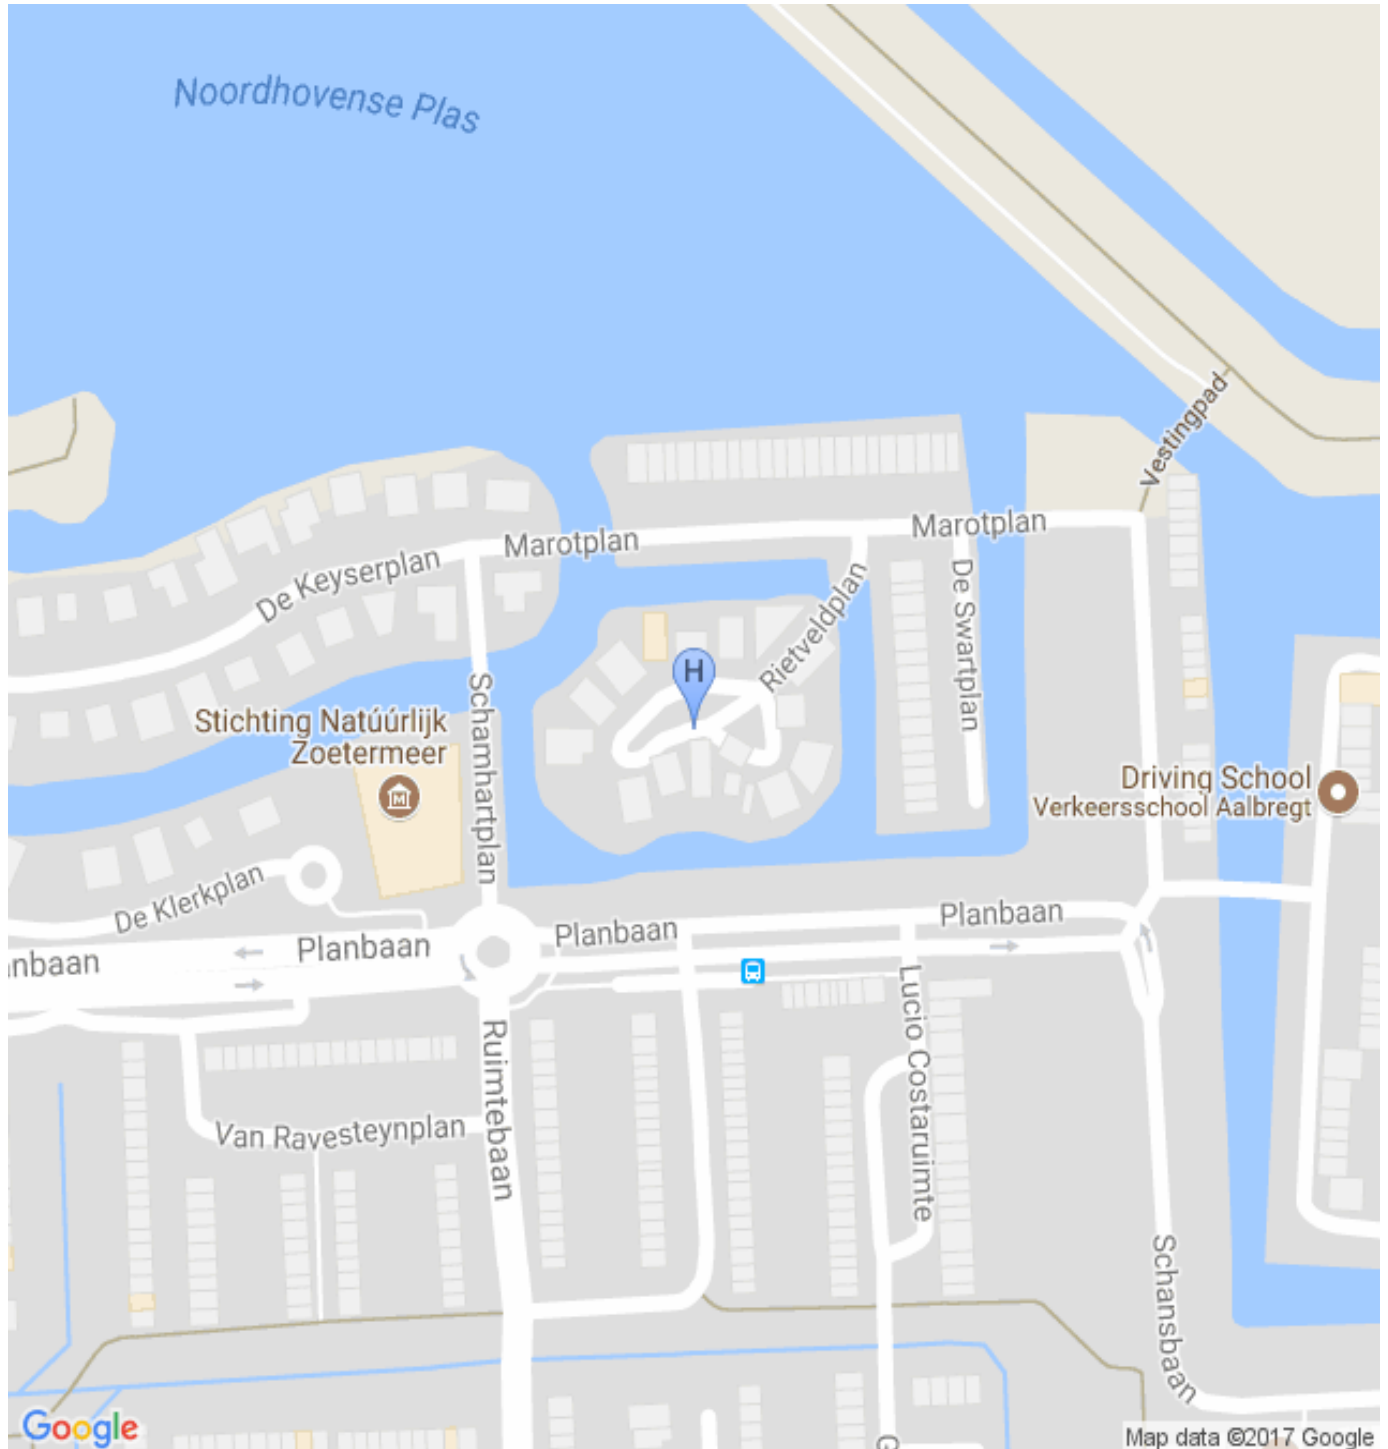 Noordhovense Plas
Vestingpad
Marotplan
Marotplan
De Keyserplan
De Swartplan
Rietveldplan
H
Schamhartplan
Stichting Natúúrlijk
Zoetermeer
Driving School
Verkeersschool Aalbregt
De Klerkplan
Planbaan
Planbaan
Planbaan
nbaan
Lucio Costaruimte
Ruimtebaan
Van Ravesteynplan
Schansbaan
Google
G
Map data ©2017 Google